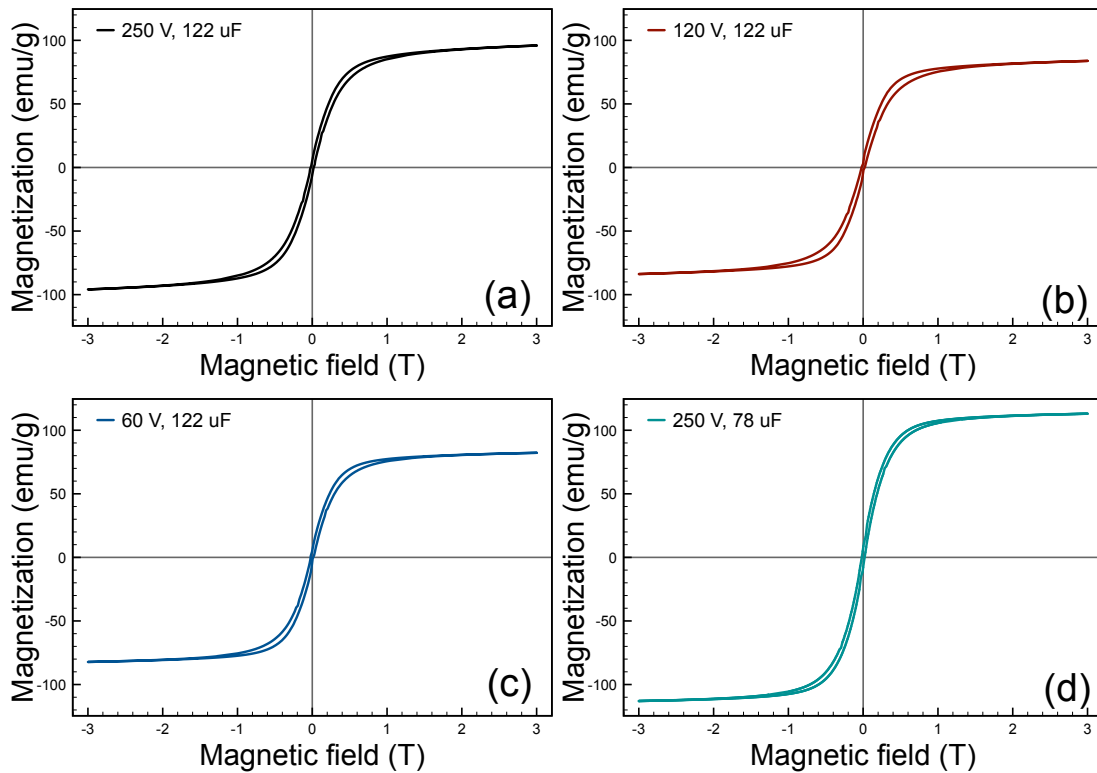 250 V, 122 uF
Magnetization (emu/g)
100
50
0
-50
-100
-3 -2 -1 0 1 2 3
Magnetic field (T)
(a)
120 V, 122 uF
Magnetization (emu/g)
100
50
0
-50
-100
-3 -2 -1 0 1 2 3
Magnetic field (T)
(b)
60 V, 122 uF
Magnetization (emu/g)
100
50
0
-50
-100
-3 -2 -1 0 1 2 3
Magnetic field (T)
(c)
250 V, 78 uF
Magnetization (emu/g)
100
50
0
-50
-100
-3 -2 -1 0 1 2 3
Magnetic field (T)
(d)